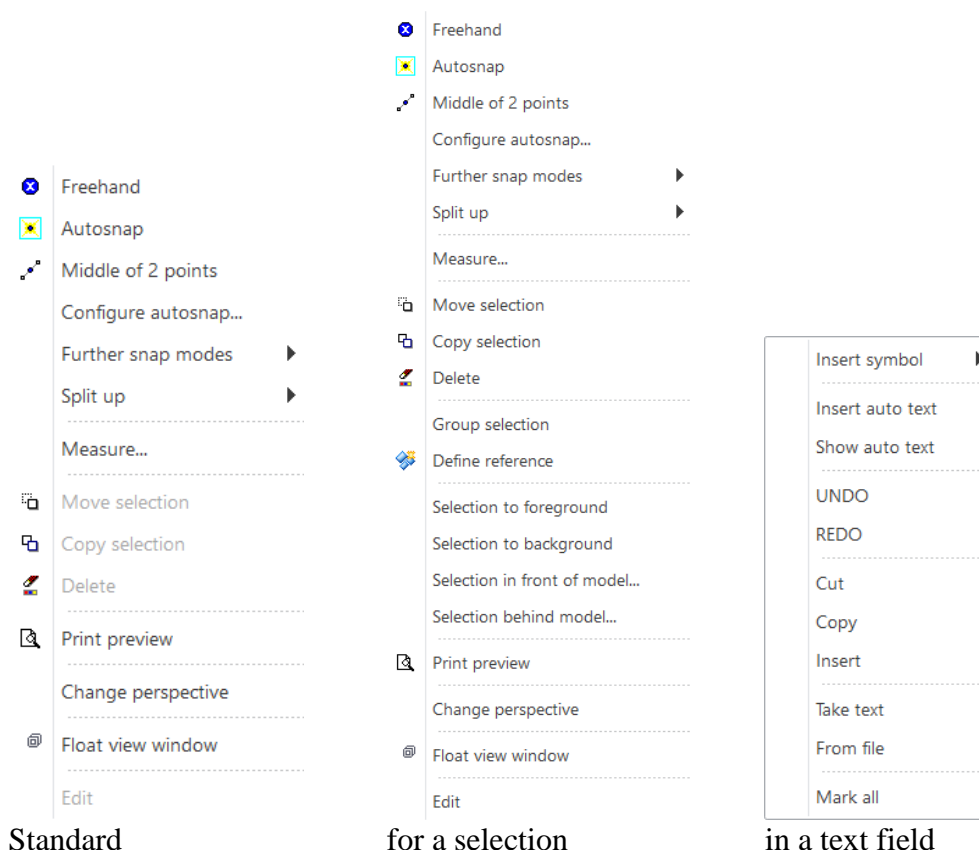 Freehand
Autosnap
Middle of 2 points
Configure autosnap...
Further snap modes
Split up
Measure...
Move selection
Copy selection
Delete
Print preview
Change perspective
Float view window
Edit
Standard
Freehand
Autosnap
Middle of 2 points
Configure autosnap...
Further snap modes
Split up
Measure...
Move selection
Copy selection
Delete
Group selection
Define reference
Selection to foreground
Selection to background
Selection in front of model...
Selection behind model...
Print preview
Change perspective
Float view window
Edit
for a selection
Insert symbol
Insert auto text
Show auto text
UNDO
REDO
Cut
Copy
Insert
Take text
From file
Mark all
in a text field